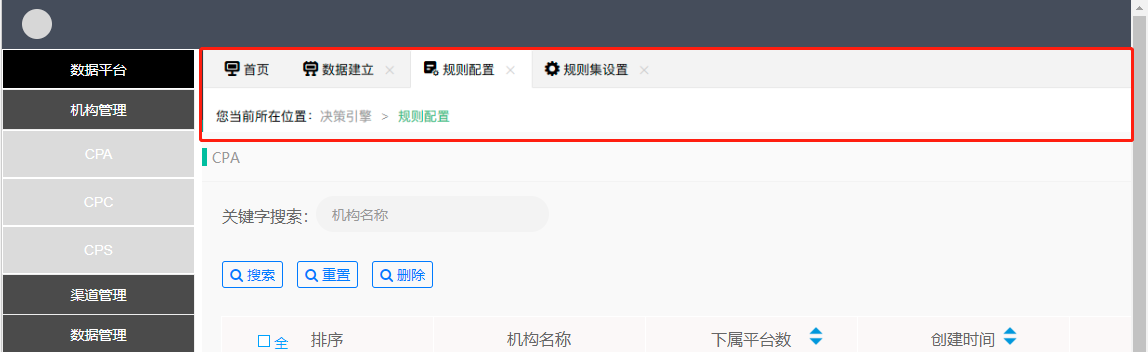 首页 数据建立 规则配置 规则集设置
您当前所在位置： 决策引擎 > 规则配置
数据平台
机构管理
CPA
CPC
CPS
渠道管理
数据管理
CPA
关键字搜索： 机构名称
搜索 重置 删除
全 排序 机构名称 下属平台数 创建时间